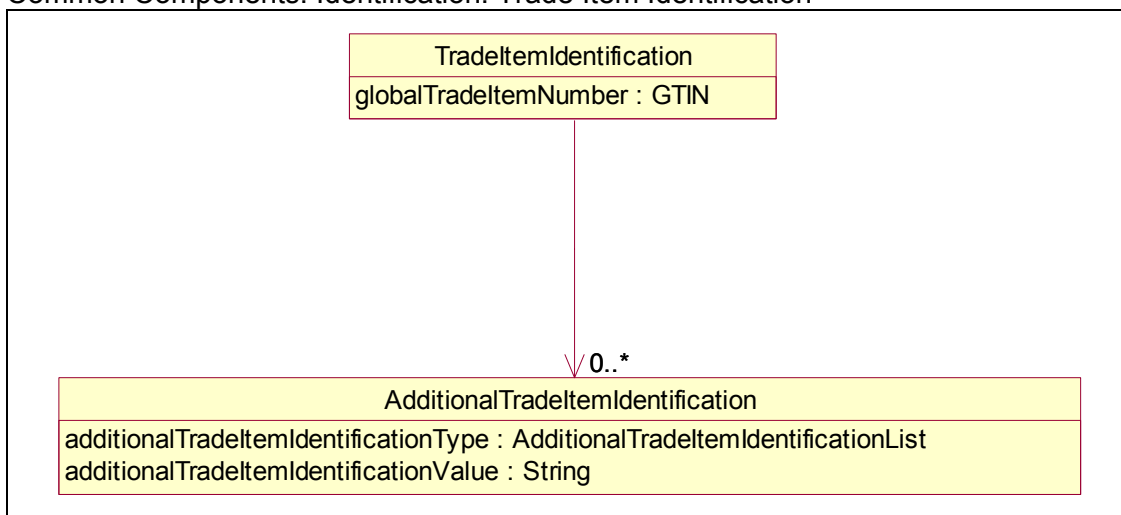 Common Components: Identification: Trade Item Identification
TradeItemIdentification
globalTradeItemNumber : GTIN
0..*
AdditionalTradeItemIdentification
additionalTradeItemIdentificationType : AdditionalTradeItemIdentificationList
additionalTradeItemIdentificationValue : String